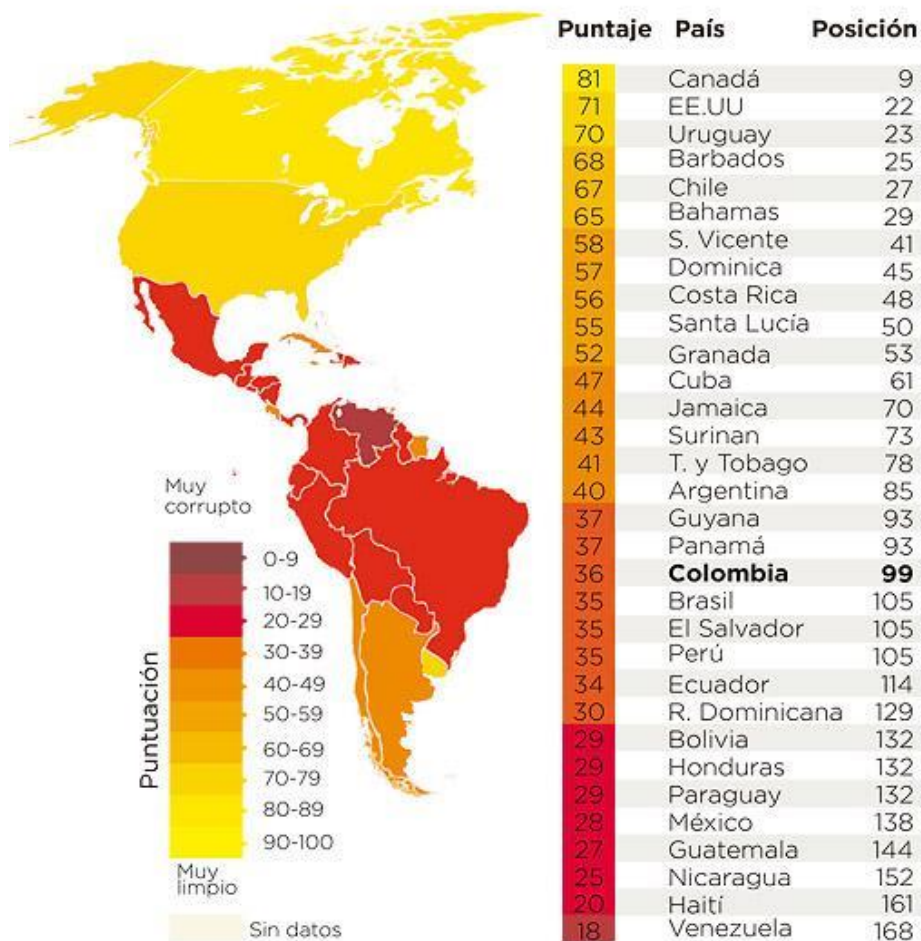 Puntaje País Posición
81 Canadá 9
71 EE.UU 22
70 Uruguay 23
68 Barbados 25
67 Chile 27
65 Bahamas 29
58 S. Vicente 41
57 Dominica 45
56 Costa Rica 48
55 Santa Lucía 50
52 Granada 53
47 Cuba 61
44 Jamaica 70
43 Surinan 73
41 T. y Tobago 78
40 Argentina 85
37 Guyana 93
37 Panamá 93
36 Colombia 99
35 Brasil 105
35 El Salvador 105
35 Perú 105
34 Ecuador 114
30 R. Dominicana 129
29 Bolivia 132
29 Honduras 132
29 Paraguay 132
28 México 138
27 Guatemala 144
25 Nicaragua 152
20 Haití 161
18 Venezuela 168
Muy
corrupto
Puntuación
0-9
10-19
20-29
30-39
40-49
50-59
60-69
70-79
80-89
90-100
Muy
limpio
Sin datos